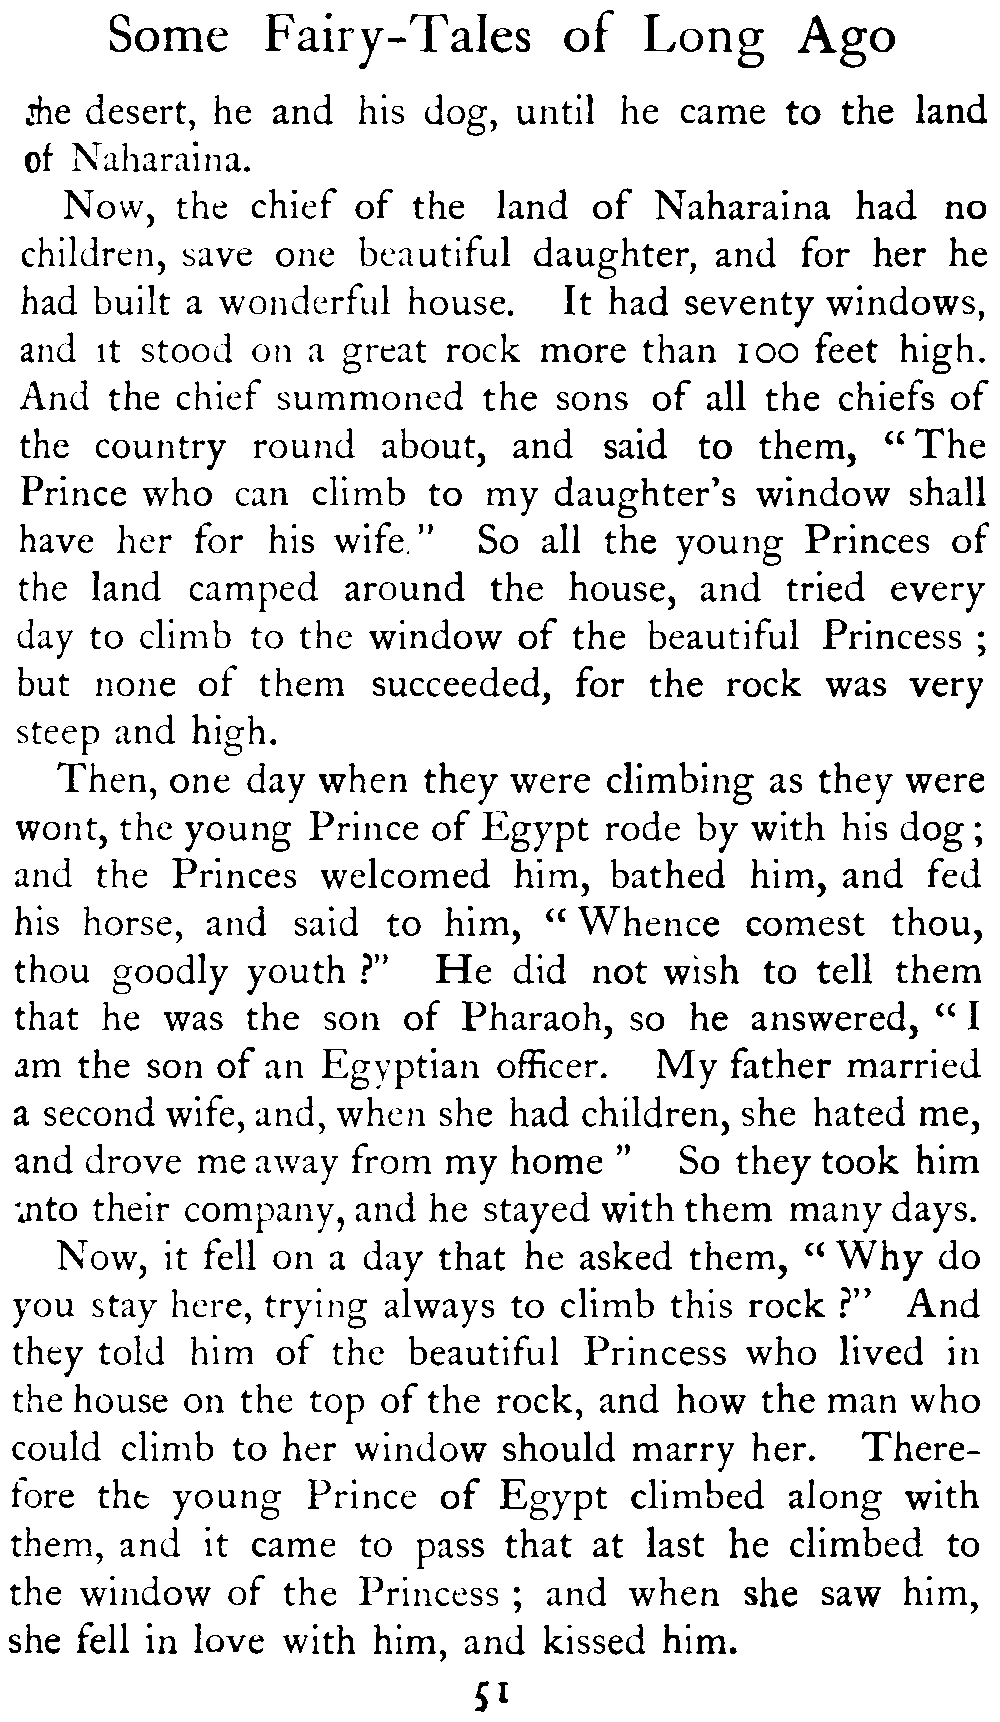 Some Fairy-Tales of Long Ago
the desert, he and his dog, until he came to the land
of Naharaina.
Now, the chief of the land of Naharaina had no
children, save one beautiful daughter, and for her he
had built a wonderful house. It had seventy windows,
and it stood on a great rock more than 100 feet high.
And the chief summoned the sons of all the chiefs of
the country round about, and said to them, “The
Prince who can climb to my daughter's window shall
have her for his wife.” So all the young Princes of
the land camped around the house, and tried every
day to climb to the window of the beautiful Princess ;
but none of them succeeded, for the rock was very
steep and high.
Then, one day when they were climbing as they were
wont, the young Prince of Egypt rode by with his dog ;
and the Princes welcomed him, bathed him, and fed
his horse, and said to him, “Whence comest thou,
thou goodly youth ?” He did not wish to tell them
that he was the son of Pharaoh, so he answered, “I
am the son of an Egyptian officer. My father married
a second wife, and, when she had children, she hated me,
and drove me away from my home ” So they took him
into their company, and he stayed with them many days.
Now, it fell on a day that he asked them, “Why do
you stay here, trying always to climb this rock ?” And
they told him of the beautiful Princess who lived in
the house on the top of the rock, and how the man who
could climb to her window should marry her. There-
fore the young Prince of Egypt climbed along with
them, and it came to pass that at last he climbed to
the window of the Princess ; and when she saw him,
she fell in love with him, and kissed him.
51